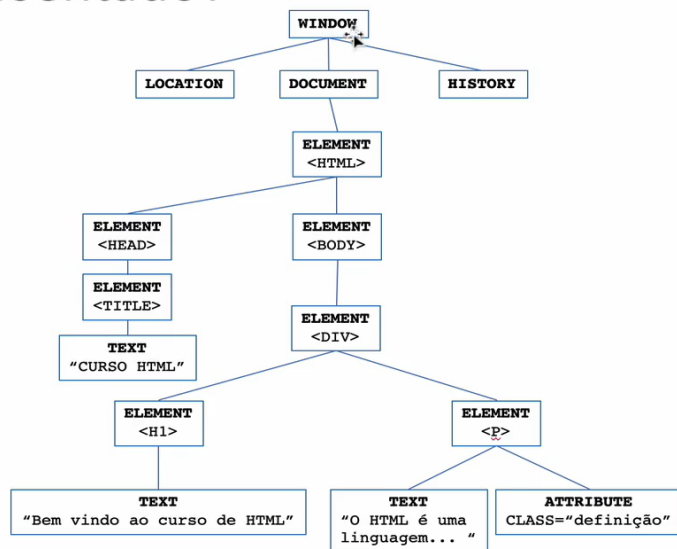 WINDOW
LOCATION
DOCUMENT
HISTORY
ELEMENT
<HTML>
ELEMENT
<HEAD>
ELEMENT
<BODY>
ELEMENT
<TITLE>
ELEMENT
<DIV>
TEXT
“CURSO HTML”
ELEMENT
<H1>
ELEMENT
<P>
TEXT
“Bem vindo ao curso de HTML”
TEXT
“O HTML é uma
linguagem... “
ATTRIBUTE
CLASS=“definição”